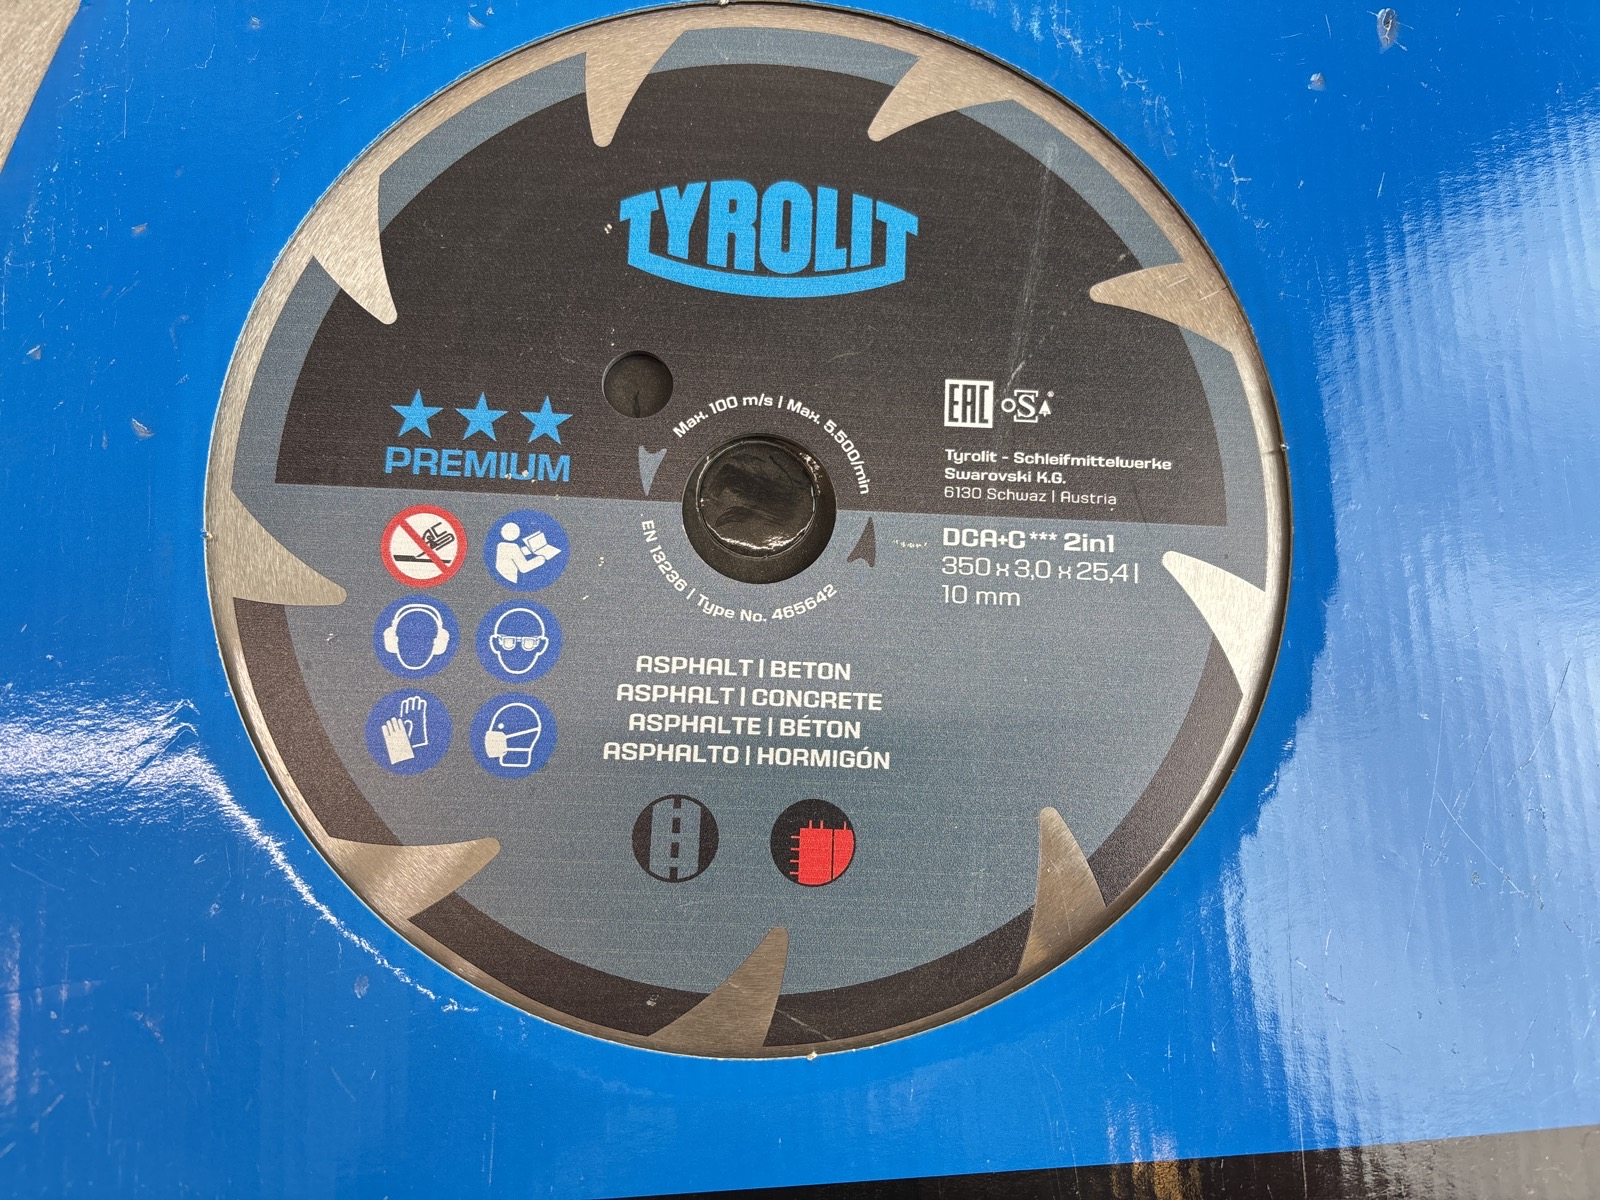 TYROLIT
PREMIUM
Max. 100 m/s | Max. 5.500/min
EN 13236 | Type No. 465642
EAC oSa
Tyrolit - Schleifmittelwerke
Swarovski K.G.
6130 Schwaz | Austria
DCA+C*** 2in1
350 x 3,0 x 25,4 |
10 mm
ASPHALT | BETON
ASPHALT | CONCRETE
ASPHALTE | BÉTON
ASPHALTO | HORMIGÓN